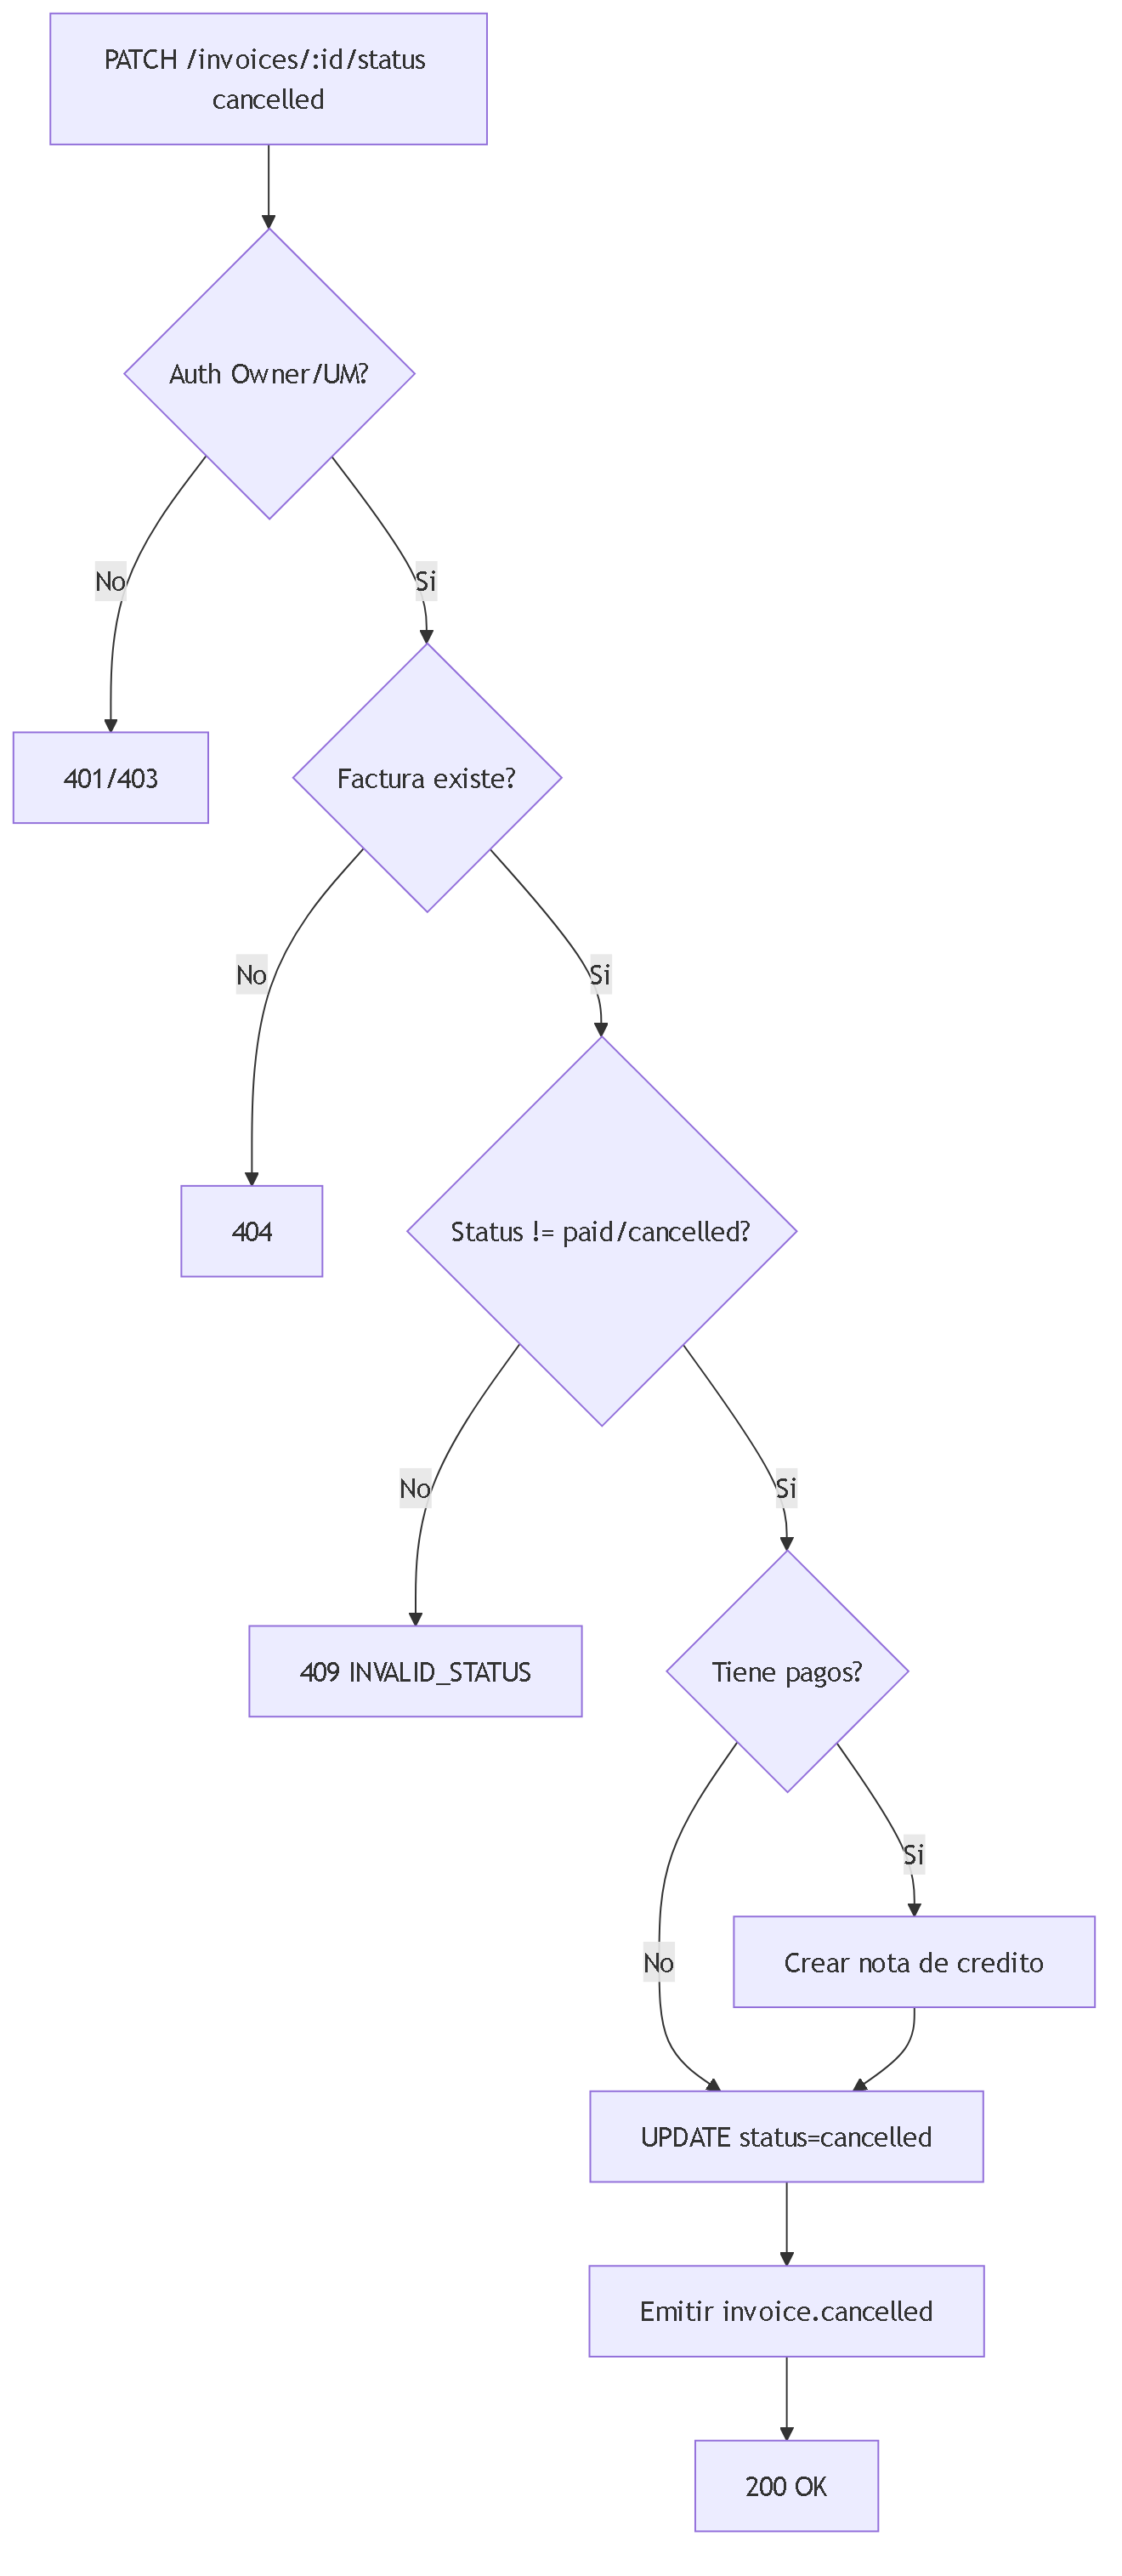 PATCH /invoices/:id/status
cancelled
Auth Owner/UM?
No
Si
401/403
Factura existe?
No
Si
404
Status != paid/cancelled?
No
Si
409 INVALID_STATUS
Tiene pagos?
Si
No
Crear nota de credito
UPDATE status=cancelled
Emitir invoice.cancelled
200 OK